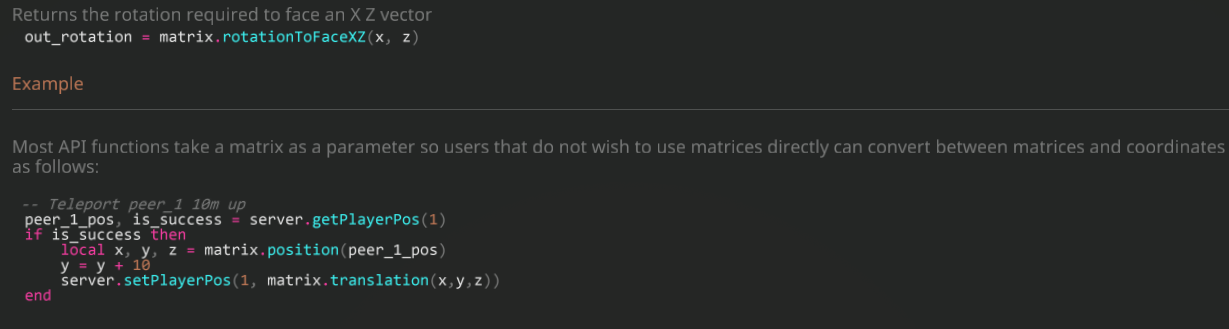 Returns the rotation required to face an X Z vector
out_rotation = matrix.rotationToFaceXZ(x, z)
Example
Most API functions take a matrix as a parameter so users that do not wish to use matrices directly can convert between matrices and coordinates
as follows:
-- Teleport peer_1 10m up
peer_1_pos, is_success = server.getPlayerPos(1)
if is_success then
    local x, y, z = matrix.position(peer_1_pos)
    y = y + 10
    server.setPlayerPos(1, matrix.translation(x,y,z))
end